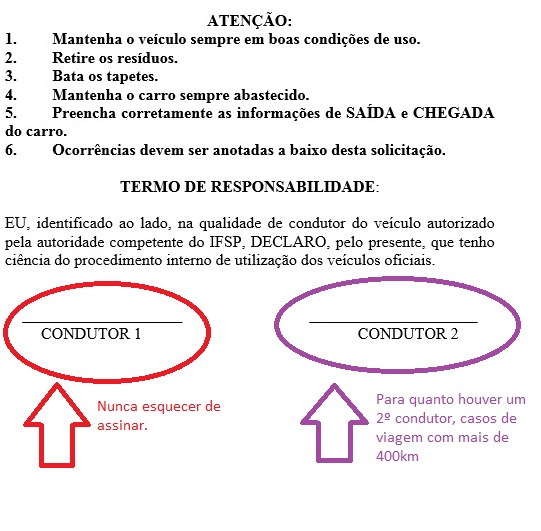 ATENÇÃO:
1. Mantenha o veículo sempre em boas condições de uso.
2. Retire os resíduos.
3. Bata os tapetes.
4. Mantenha o carro sempre abastecido.
5. Preencha corretamente as informações de SAÍDA e CHEGADA
do carro.
6. Ocorrências devem ser anotadas a baixo desta solicitação.
TERMO DE RESPONSABILIDADE:
EU, identificado ao lado, na qualidade de condutor do veículo autorizado
pela autoridade competente do IFSP, DECLARO, pelo presente, que tenho
ciência do procedimento interno de utilização dos veículos oficiais.
CONDUTOR 1
CONDUTOR 2
Nunca esquecer de
assinar.
Para quanto houver um
2º condutor, casos de
viagem com mais de
400km